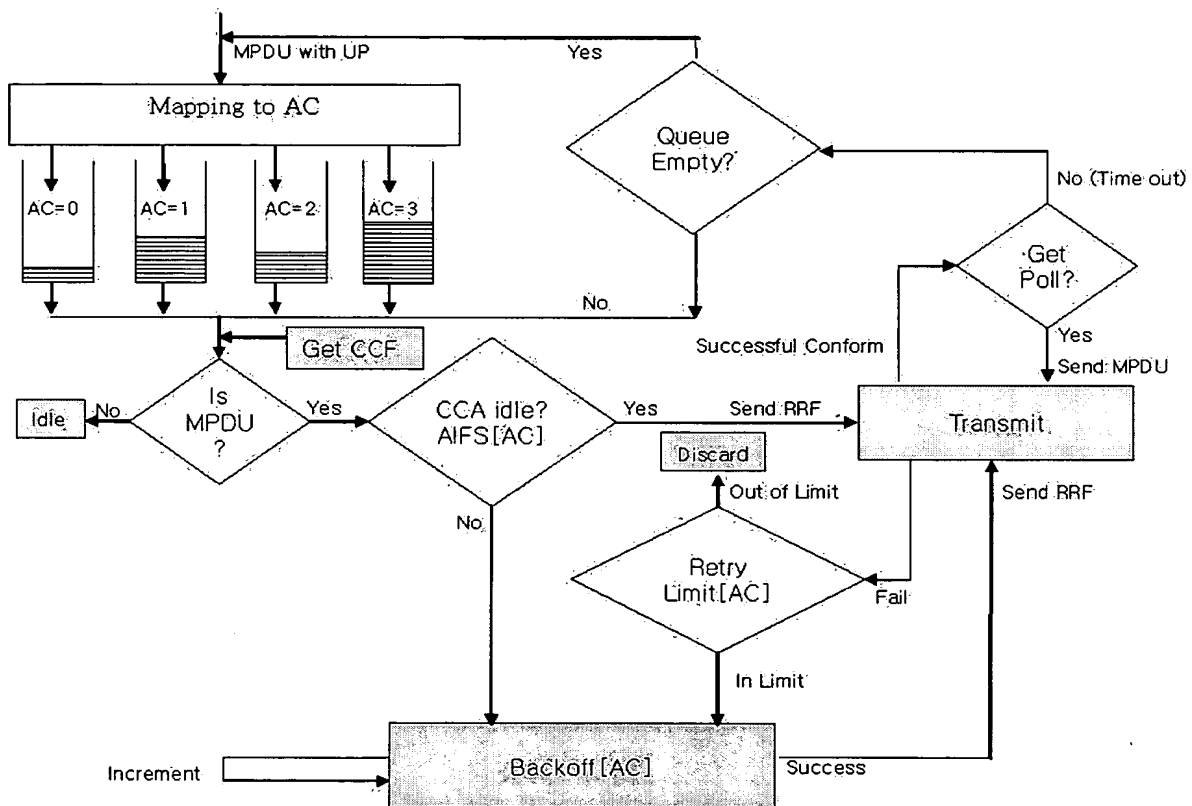 MPDU with UP
Yes
Mapping to AC
Queue
Empty?
No (Time out)
AC=0
AC=1
AC=2
AC=3
Get
Poll?
No
Get CCF
Successful Conform
Yes
Send MPDU
Is
MPDU
?
Idle
No
Yes
CCA idle?
AIFS[AC]
Yes
Send RRF
Transmit
Discard
Out of Limit
Send RRF
No
Retry
Limit[AC]
Fail
In Limit
Increment
Backoff[AC]
Success